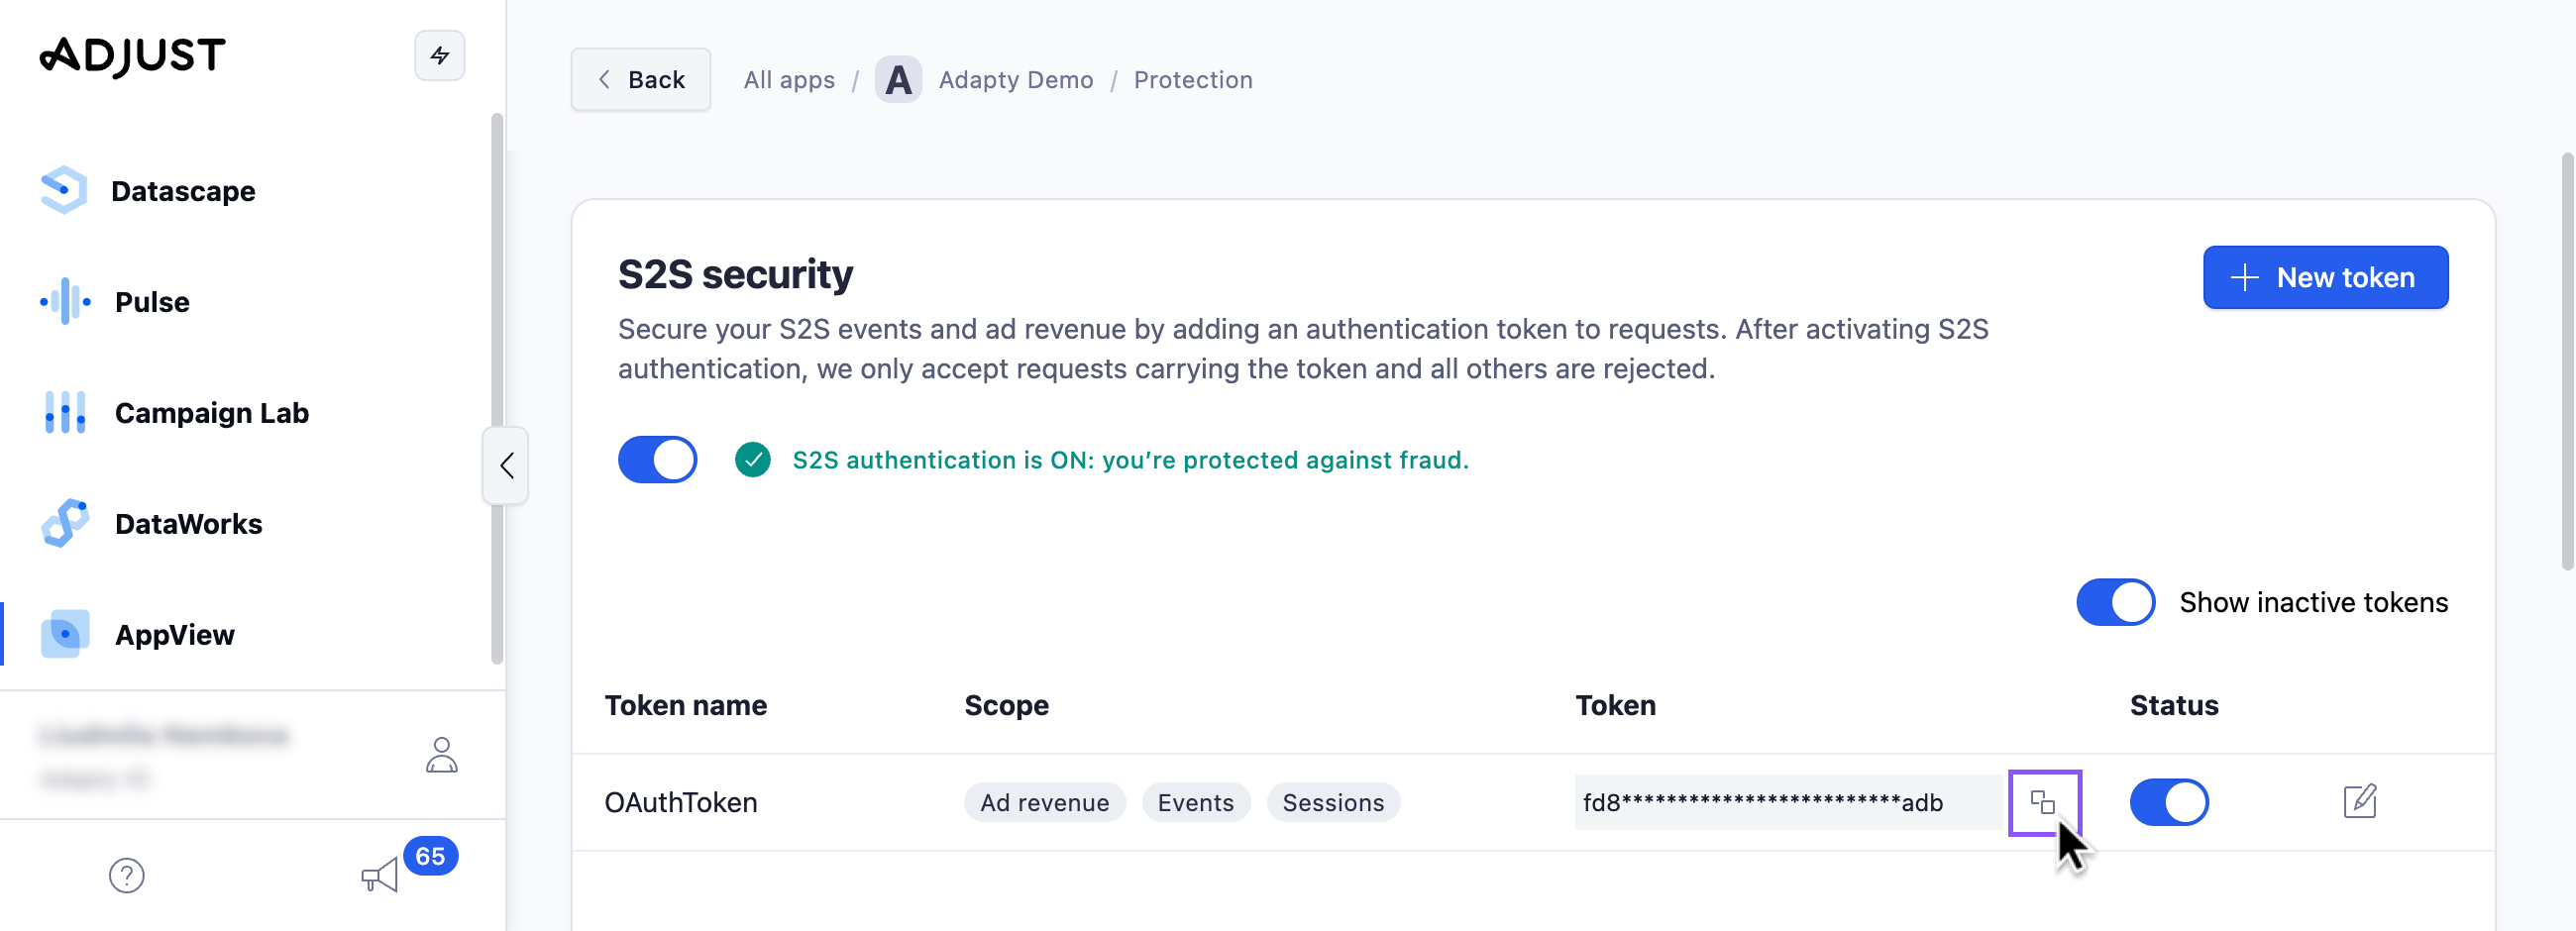 ADJUST
Datascape
Pulse
Campaign Lab
DataWorks
AppView
65
Back
All apps / A Adapty Demo / Protection
S2S security
New token
Secure your S2S events and ad revenue by adding an authentication token to requests. After activating S2S
authentication, we only accept requests carrying the token and all others are rejected.
S2S authentication is ON: you’re protected against fraud.
Show inactive tokens
Token name Scope Token Status
OAuthToken Ad revenue Events Sessions fd8*************************adb